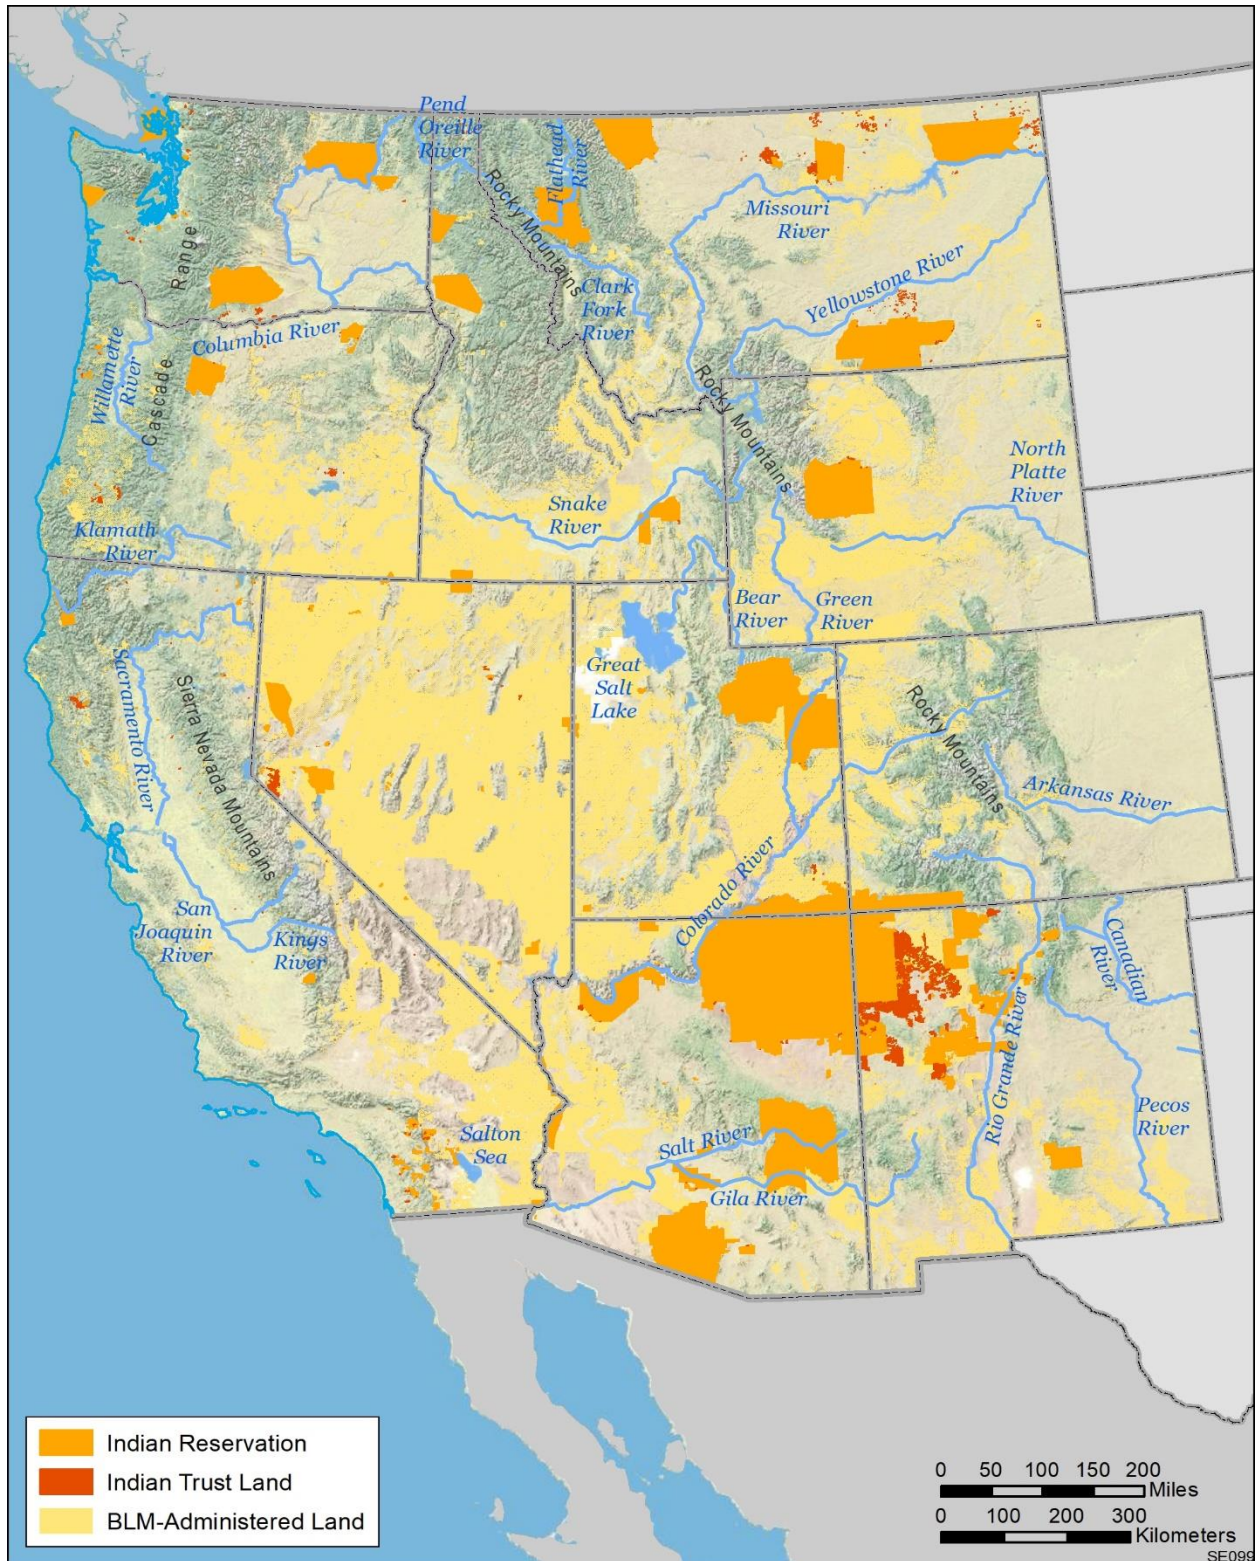 Pend
Oreille
River
Flathead
River
Rocky Mountains
Missouri
River
Yellowstone River
Clark
Fork
River
Range
Cascade
Columbia River
Willamette
River
Rocky Mountains
North
Platte
River
Snake
River
Klamath
River
Bear
River
Green
River
Great
Salt
Lake
Sacramento River
Sierra Nevada Mountains
Rocky Mountains
Arkansas River
Colorado River
San
Joaquin
River
Kings
River
Canadian
River
Rio Grande River
Pecos
River
Salton
Sea
Salt River
Gila River
Indian Reservation
Indian Trust Land
BLM-Administered Land
0 50 100 150 200
Miles
0 100 200 300
Kilometers
SE099